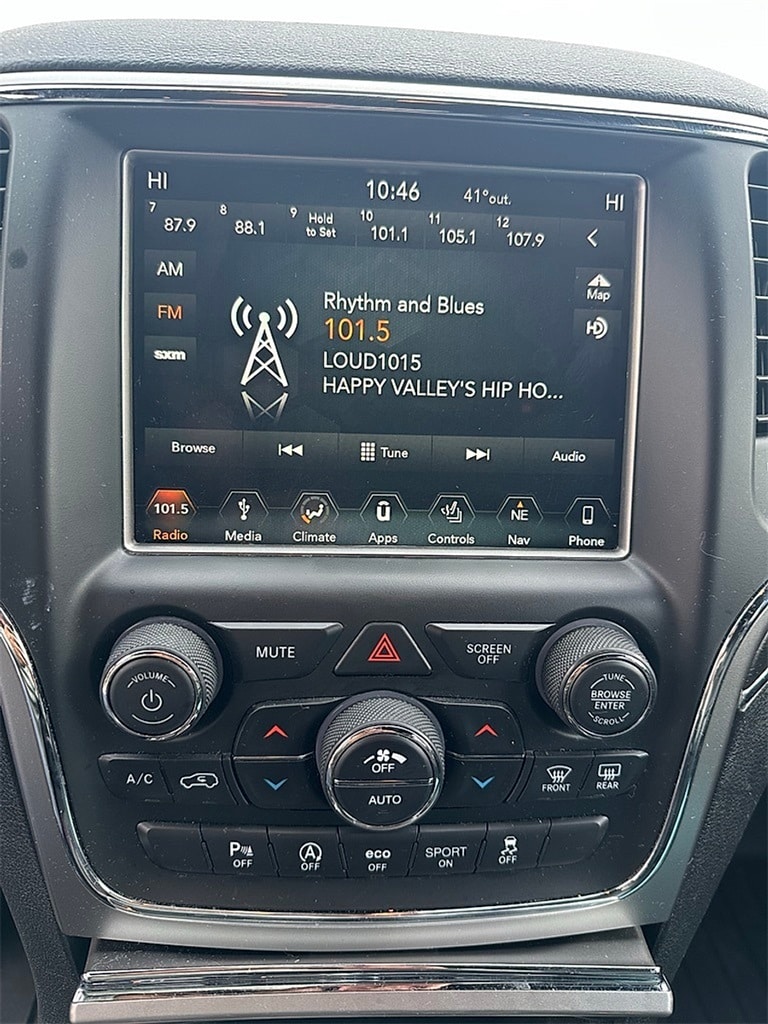 HI 10:46 41°out. HI
7 87.9 8 88.1 9 Hold to Set 10 101.1 11 105.1 12 107.9
AM
Map
FM
HD
sxm
Rhythm and Blues
101.5
LOUD1015
HAPPY VALLEY'S HIP HO...
Browse Tune Audio
101.5 NE
Radio Media Climate Apps Controls Nav Phone
MUTE
SCREEN
OFF
VOLUME
TUNE
BROWSE
ENTER
SCROLL
OFF
AUTO
A/C
FRONT
REAR
P OFF
A OFF
eco OFF
SPORT ON
OFF